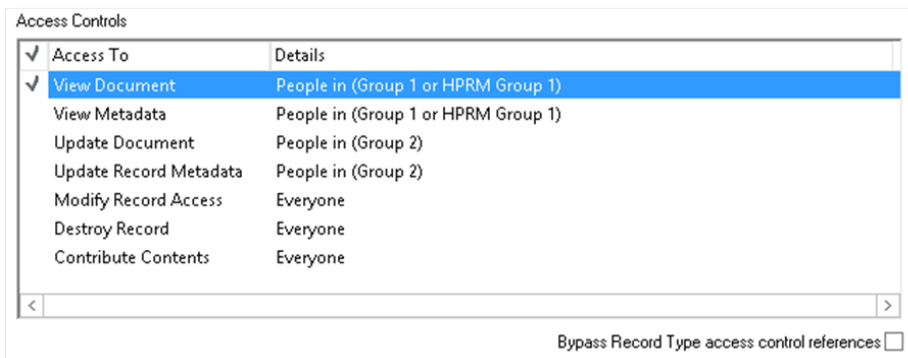 Access Controls
Access To Details
View Document People in (Group 1 or HPRM Group 1)
View Metadata People in (Group 1 or HPRM Group 1)
Update Document People in (Group 2)
Update Record Metadata People in (Group 2)
Modify Record Access Everyone
Destroy Record Everyone
Contribute Contents Everyone
Bypass Record Type access control references